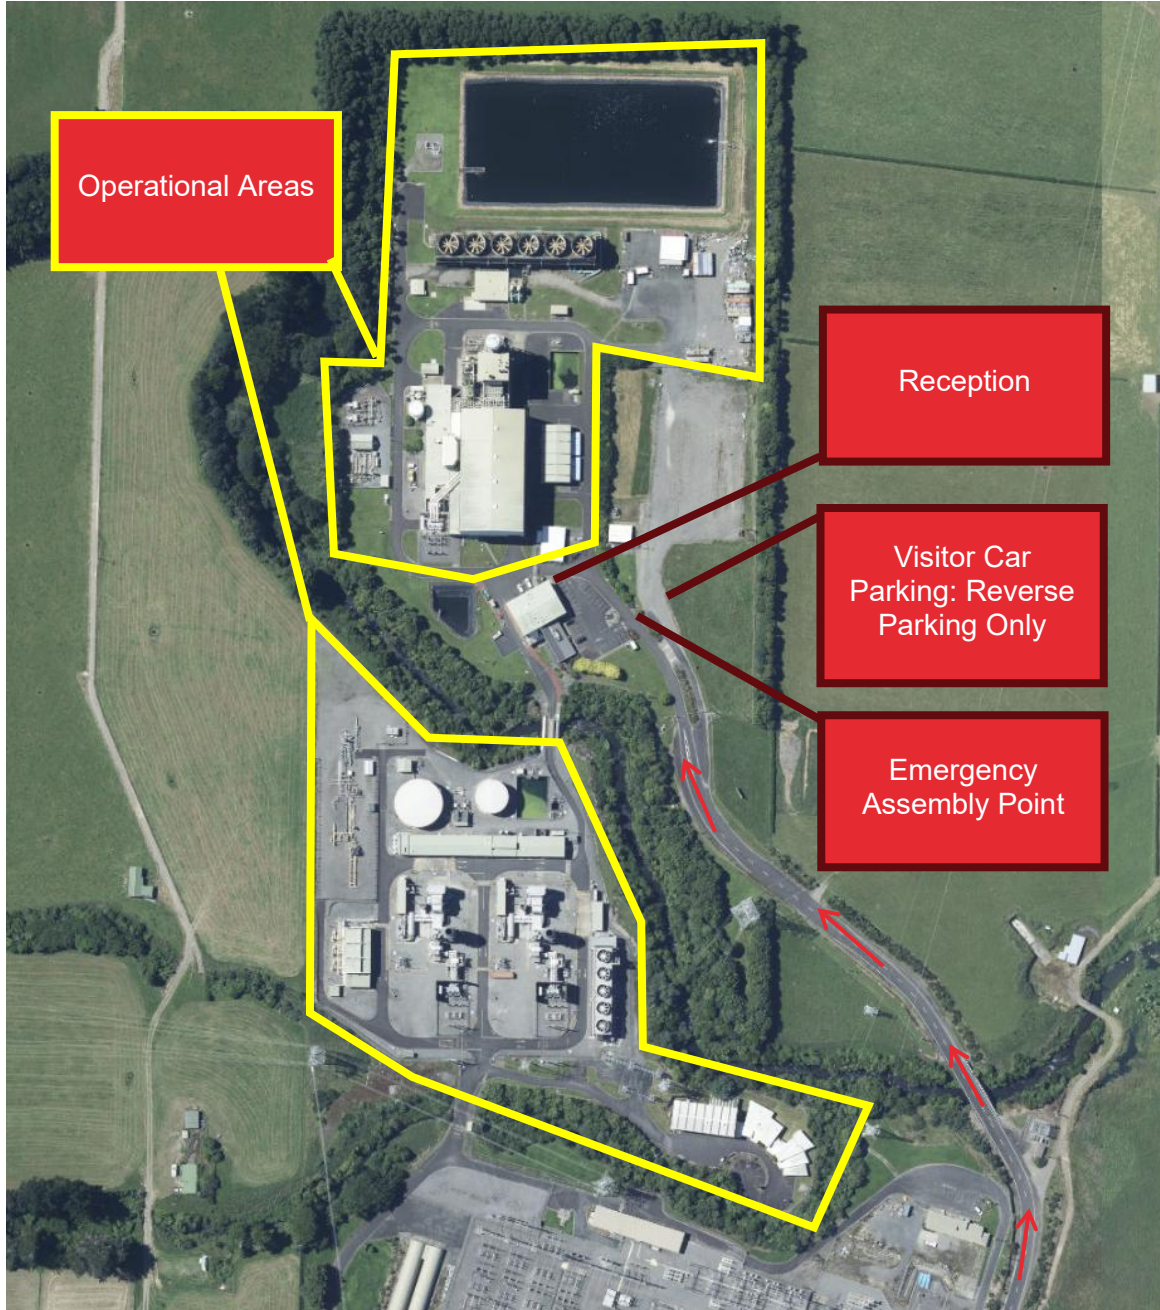 Operational Areas
Reception
Visitor Car
Parking: Reverse
Parking Only
Emergency
Assembly Point